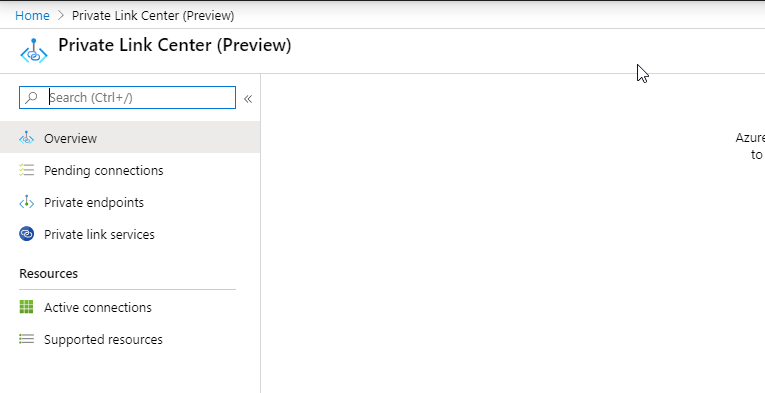 Home > Private Link Center (Preview)
Private Link Center (Preview)
Search (Ctrl+/)
«
Overview
Pending connections
Private endpoints
Private link services
Resources
Active connections
Supported resources
Azure
to